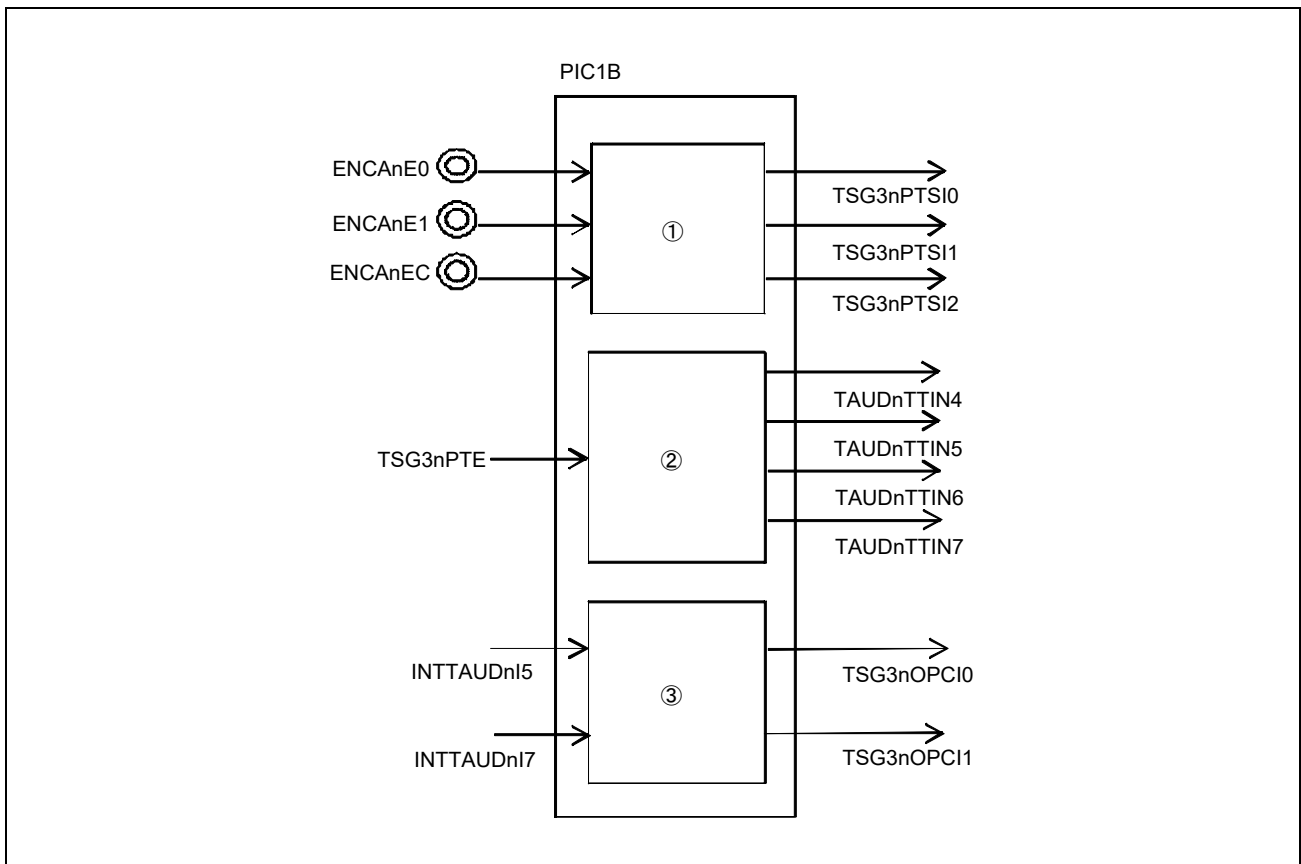 PIC1B
ENCAnE0
ENCAnE1
ENCAnEC
①
TSG3nPTSI0
TSG3nPTSI1
TSG3nPTSI2
TSG3nPTE
②
TAUDnTTIN4
TAUDnTTIN5
TAUDnTTIN6
TAUDnTTIN7
INTTAUDnI5
INTTAUDnI7
③
TSG3nOPCI0
TSG3nOPCI1